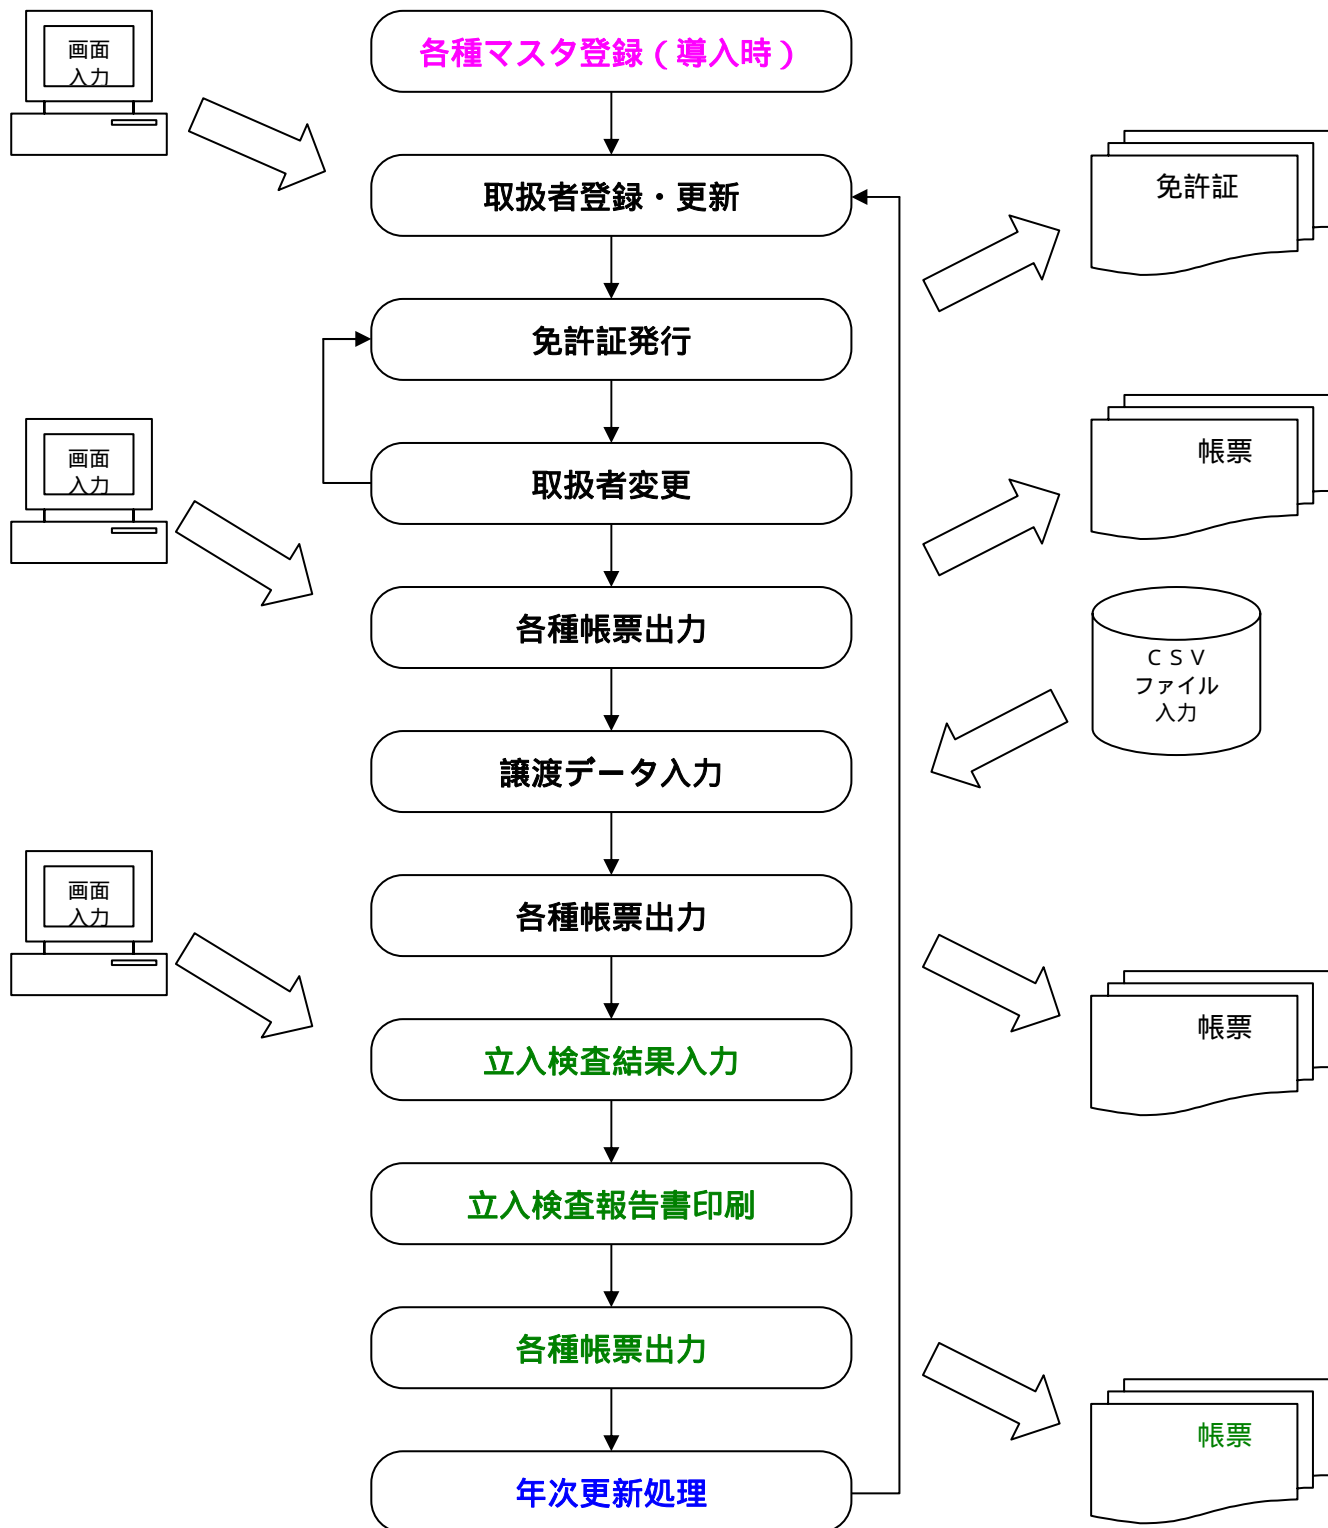 画面
入力
各種マスタ登録（導入時）
取扱者登録・更新
免許証
免許証発行
画面
入力
取扱者変更
帳票
各種帳票出力
ＣＳＶ
ファイル
入力
譲渡データ入力
画面
入力
各種帳票出力
帳票
立入検査結果入力
立入検査報告書印刷
各種帳票出力
帳票
年次更新処理